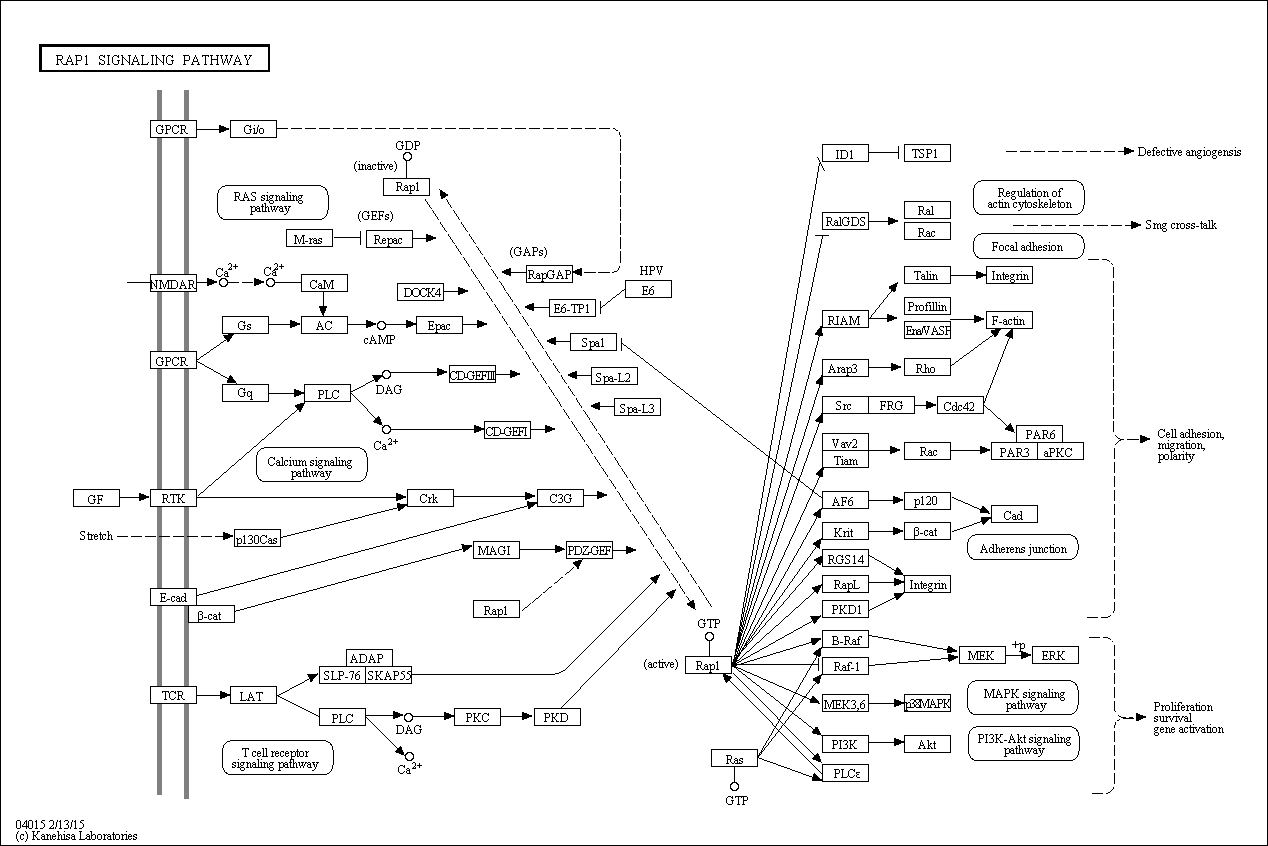 RAP1 SIGNALING PATHWAY
GPCR
Gi/o
GDP
(inactive)
Rap1
RAS signaling
pathway
(GEFs)
M-ras
Repac
(GAPs)
RapGAP
HPV
E6
E6-TP1
NMDAR
Ca2+
Ca2+
CaM
DOCK4
Gs
AC
cAMP
Epac
Spa1
GPCR
Gq
PLC
DAG
CD-GEFIII
Spa-L2
Spa-L3
Ca2+
CD-GEFI
Calcium signaling
pathway
GF
RTK
Crk
C3G
Stretch
p130Cas
MAGI
PDZ-GEF
E-cad
β-cat
Rap1
GTP
(active)
Rap1
ADAP
SLP-76
SKAP55
TCR
LAT
PLC
DAG
PKC
PKD
Ca2+
T cell receptor
signaling pathway
Ras
GTP
ID1
TSP1
Defective angiogensis
Regulation of
actin cytoskeleton
RalGDS
Ral
Rac
Smg cross-talk
Focal adhesion
Talin
Integrin
RIAM
Profillin
Ena/VASP
F-actin
Arap3
Rho
Src
FRG
Cdc42
Vav2
Tiam
Rac
PAR6
PAR3
aPKC
Cell adhesion,
migration,
polarity
AF6
p120
Cad
Krit
β-cat
Adherens junction
RGS14
RapL
Integrin
PKD1
B-Raf
Raf-1
MEK
+p
ERK
MEK3,6
p38MAPK
MAPK signaling
pathway
Proliferation
survival
gene activation
PI3K
Akt
PI3K-Akt signaling
pathway
PLCε
04015 2/13/15
(c) Kanehisa Laboratories